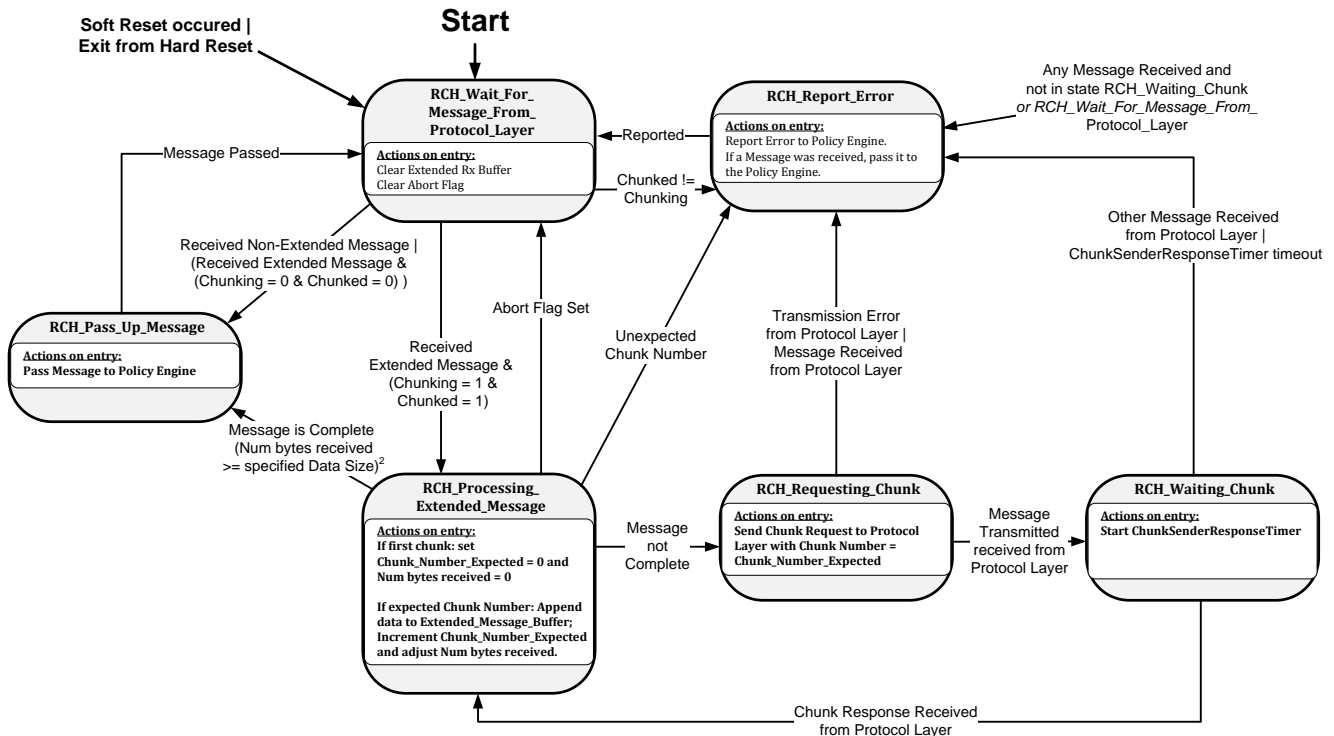 Soft Reset occured |
Exit from Hard Reset
Start
RCH_Wait_For_
Message_From_
Protocol_Layer
Actions on entry:
Clear Extended Rx Buffer
Clear Abort Flag
Reported
Chunked !=
Chunking
RCH_Report_Error
Actions on entry:
Report Error to Policy Engine.
If a Message was received, pass it to
the Policy Engine.
Any Message Received and
not in state RCH_Waiting_Chunk
or RCH_Wait_For_Message_From_
Protocol_Layer
Message Passed
Received Non-Extended Message |
(Received Extended Message &
(Chunking = 0 & Chunked = 0) )
RCH_Pass_Up_Message
Actions on entry:
Pass Message to Policy Engine
Message is Complete
(Num bytes received
>= specified Data Size)2
Received
Extended Message &
(Chunking = 1 &
Chunked = 1)
Abort Flag Set
Unexpected
Chunk Number
Transmission Error
from Protocol Layer |
Message Received
from Protocol Layer
Other Message Received
from Protocol Layer |
ChunkSenderResponseTimer timeout
RCH_Processing_
Extended_Message
Actions on entry:
If first chunk: set
Chunk_Number_Expected = 0 and
Num bytes received = 0
If expected Chunk Number: Append
data to Extended_Message_Buffer;
Increment Chunk_Number_Expected
and adjust Num bytes received.
Message
not
Complete
RCH_Requesting_Chunk
Actions on entry:
Send Chunk Request to Protocol
Layer with Chunk Number =
Chunk_Number_Expected
Message
Transmitted
received from
Protocol Layer
RCH_Waiting_Chunk
Actions on entry:
Start ChunkSenderResponseTimer
Chunk Response Received
from Protocol Layer